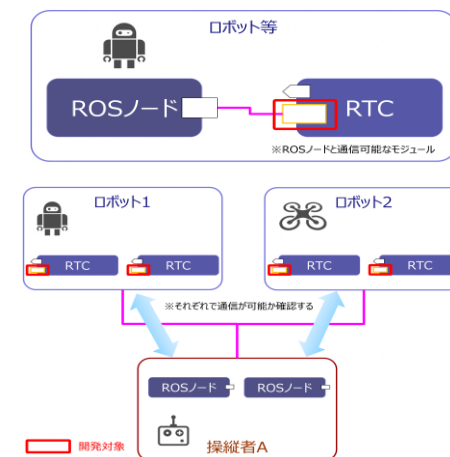 ロボット等
ROSノード
RTC
※ROSノードと通信可能なモジュール
ロボット1
ロボット2
RTC
RTC
RTC
RTC
※それぞれで通信が可能か確認する
ROSノード
ROSノード
操縦者A
開発対象